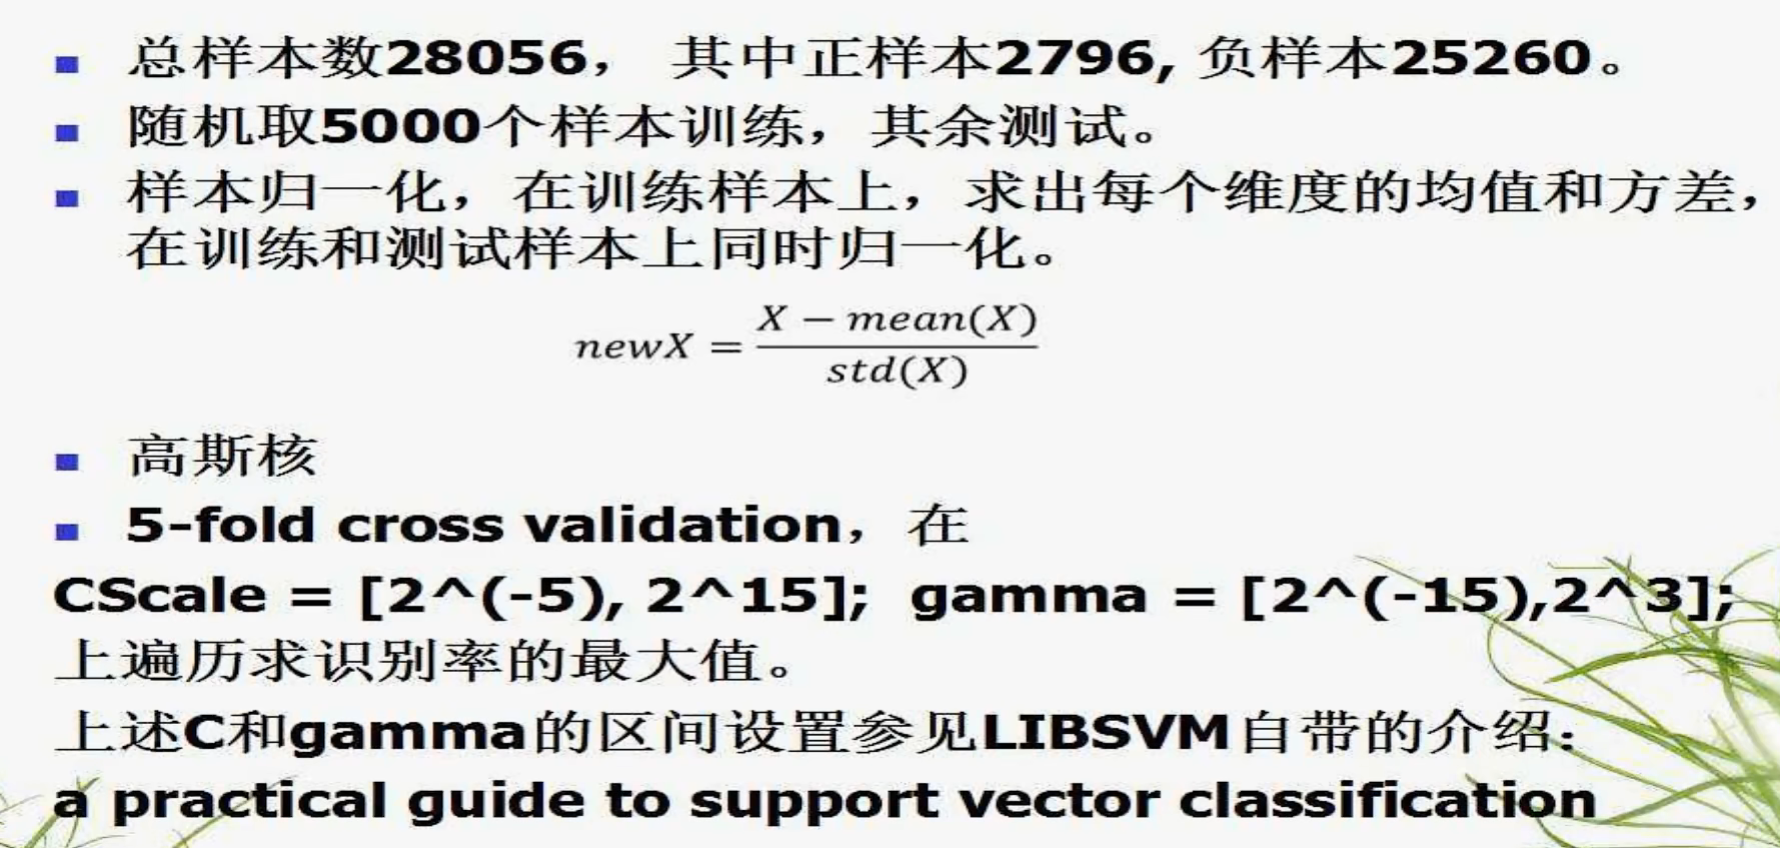 总样本数28056， 其中正样本2796, 负样本25260。
随机取5000个样本训练，其余测试。
样本归一化，在训练样本上，求出每个维度的均值和方差，
在训练和测试样本上同时归一化。
newX = \frac{X - mean(X)}{std(X)}
高斯核
5-fold cross validation，在
CScale = [2^(-5), 2^15]; gamma = [2^(-15),2^3];
上遍历求识别率的最大值。
上述C和gamma的区间设置参见LIBSVM自带的介绍：
a practical guide to support vector classification